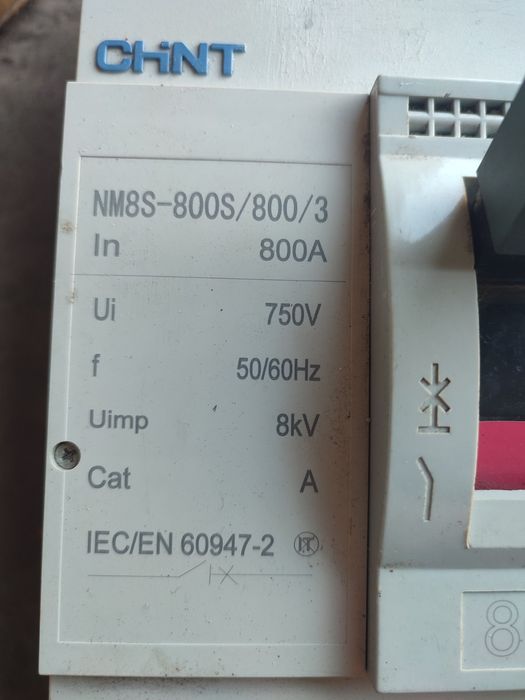 CHNT
NM8S-800S/800/3
In 800A
Ui 750V
f 50/60Hz
Uimp 8kV
Cat A
IEC/EN 60947-2
8